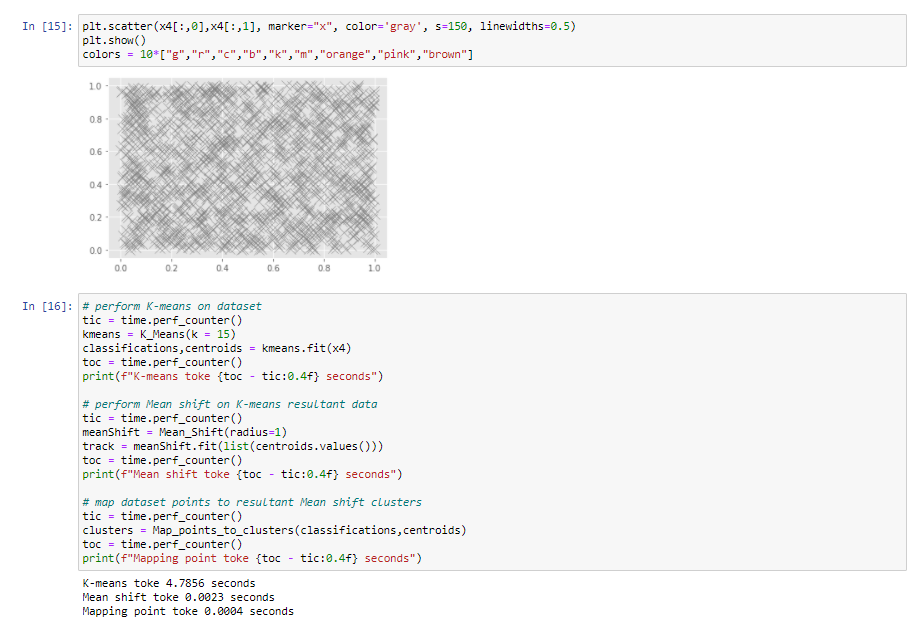 In [15]: plt.scatter(x4[:,0],x4[:,1], marker="x", color='gray', s=150, linewidths=0.5)
plt.show()
colors = 10*["g","r","c","b","k","m","orange","pink","brown"]
1.0
0.8
0.6
0.4
0.2
0.0
0.0 0.2 0.4 0.6 0.8 1.0
In [16]: # perform K-means on dataset
tic = time.perf_counter()
kmeans = K_Means(k = 15)
classifications,centroids = kmeans.fit(x4)
toc = time.perf_counter()
print(f"K-means toke {toc - tic:0.4f} seconds")
# perform Mean shift on K-means resultant data
tic = time.perf_counter()
meanShift = Mean_Shift(radius=1)
track = meanShift.fit(list(centroids.values()))
toc = time.perf_counter()
print(f"Mean shift toke {toc - tic:0.4f} seconds")
# map dataset points to resultant Mean shift clusters
tic = time.perf_counter()
clusters = Map_points_to_clusters(classifications,centroids)
toc = time.perf_counter()
print(f"Mapping point toke {toc - tic:0.4f} seconds")
K-means toke 4.7856 seconds
Mean shift toke 0.0023 seconds
Mapping point toke 0.0004 seconds